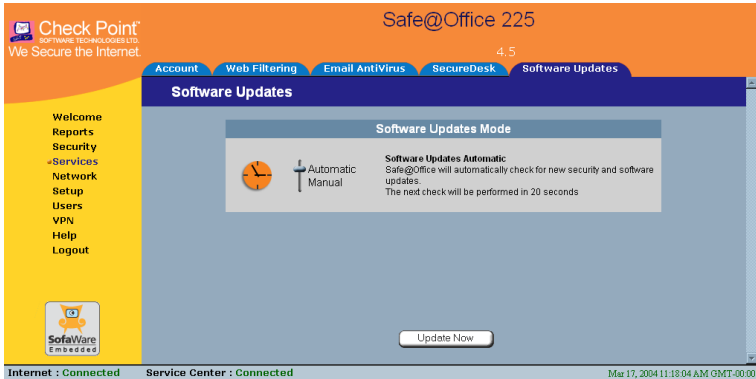 Check Point™
SOFTWARE TECHNOLOGIES LTD.
We Secure the Internet.
Safe@Office 225
4.5
Account
Web Filtering
Email AntiVirus
SecureDesk
Software Updates
Software Updates
Welcome
Reports
Security
Services
Network
Setup
Users
VPN
Help
Logout
Software Updates Mode
Automatic
Manual
Software Updates Automatic
Safe@Office will automatically check for new security and software
updates.
The next check will be performed in 20 seconds
SofaWare
Embedded
Update Now
Internet : Connected
Service Center : Connected
Mar 17, 2004 11:18:04 AM GMT-00:00